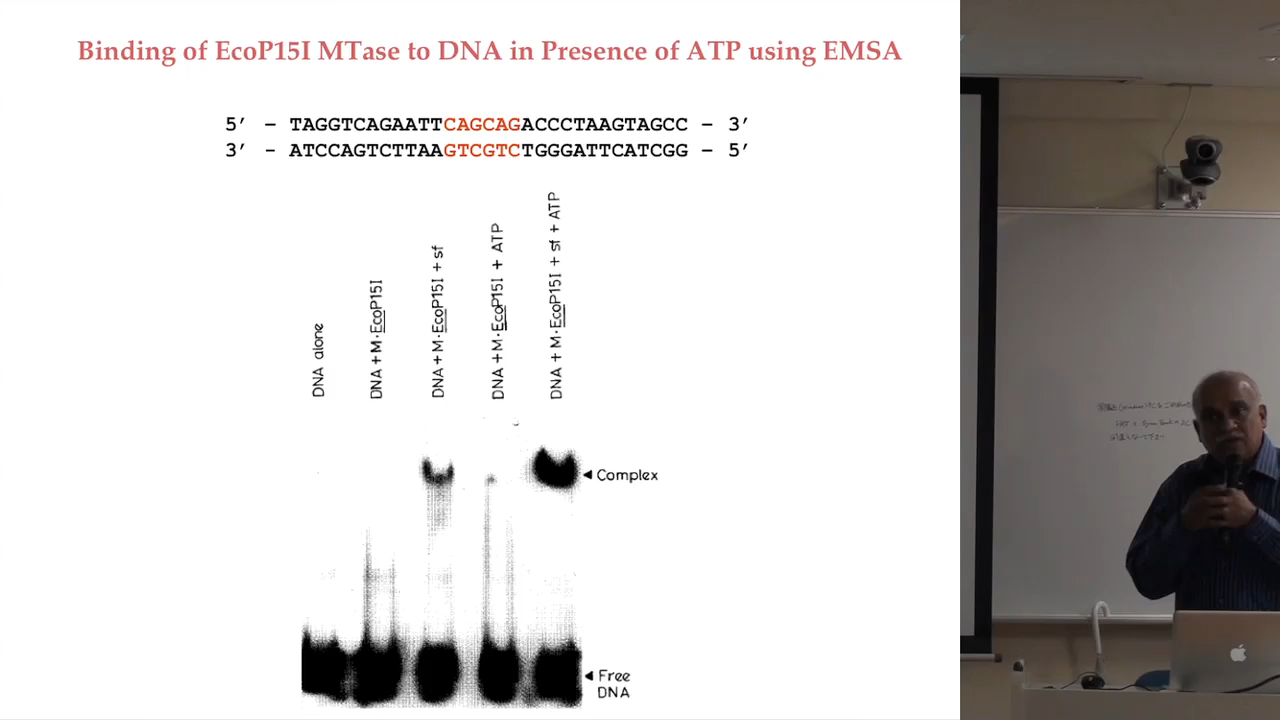 Binding of EcoP15I MTase to DNA in Presence of ATP using EMSA
5′ – TAGGTCAGAATTCAGCAGACCCTAAGTAGCC – 3′
3′ - ATCCAGTCTTAAGTCGTCTGGGATTCATCGG – 5′
DNA alone
DNA + M·EcoP15I
DNA + M·EcoP15I + sf
DNA + M·EcoP15I + ATP
DNA + M·EcoP15I + sf + ATP
Complex
Free
DNA